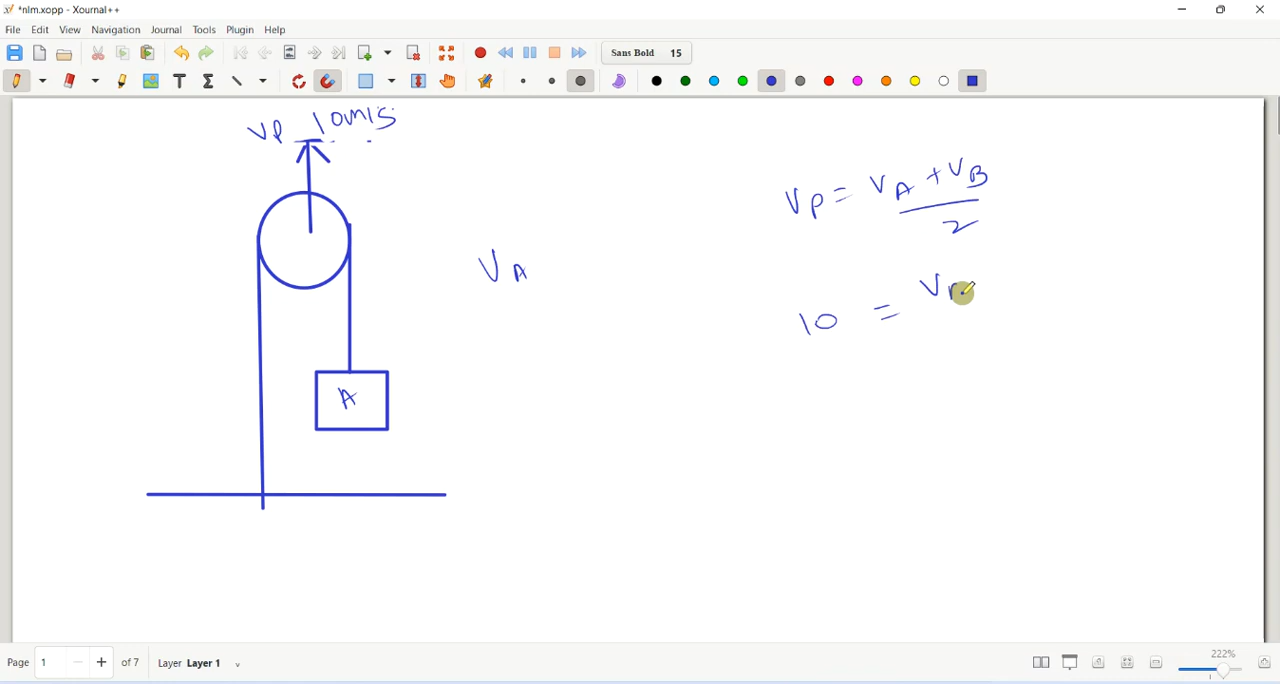 *nlm.xopp - Xournal++
File Edit View Navigation Journal Tools Plugin Help
Sans Bold 15
VP 10m/s
VP = VA + VB
2
VA
10 = V
A
Page 1 of 7 Layer Layer 1
222%